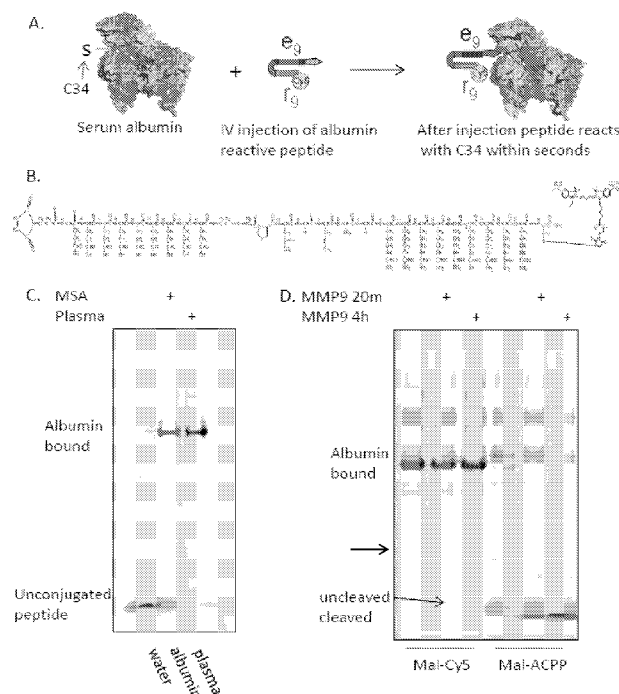 A.
e9
e9
S
+
C34
r9
r9
Serum albumin
IV injection of albumin
reactive peptide
After injection peptide reacts
with C34 within seconds
B.
C. MSA +
Plasma +
Albumin
bound
Unconjugated
peptide
water
albumin
plasma
D. MMP9 20m + +
MMP9 4h + +
Albumin
bound
uncleaved
cleaved
Mal-Cy5
Mal-ACPP